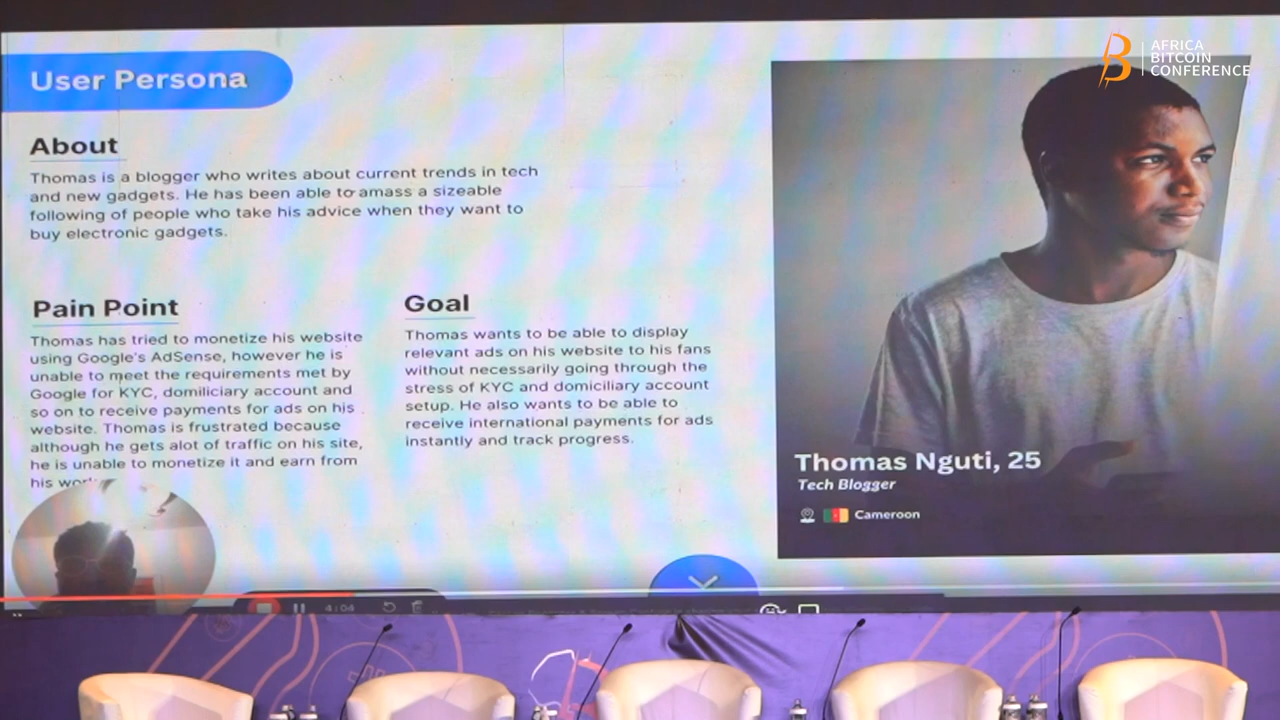 AFRICA
BITCOIN
CONFERENCE
User Persona
About
Thomas is a blogger who writes about current trends in tech
and new gadgets. He has been able to amass a sizeable
following of people who take his advice when they want to
buy electronic gadgets.
Pain Point
Thomas has tried to monetize his website
using Google's AdSense, however he is
unable to meet the requirements met by
Google for KYC, domiliciary account and
so on to receive payments for ads on his
website. Thomas is frustrated because
although he gets alot of traffic on his site,
he is unable to monetize it and earn from
his
Goal
Thomas wants to be able to display
relevant ads on his website to his fans
without necessarily going through the
stress of KYC and domiciliary account
setup. He also wants to be able to
receive international payments for ads
instantly and track progress.
Thomas Nguti, 25
Tech Blogger
Cameroon
4:04